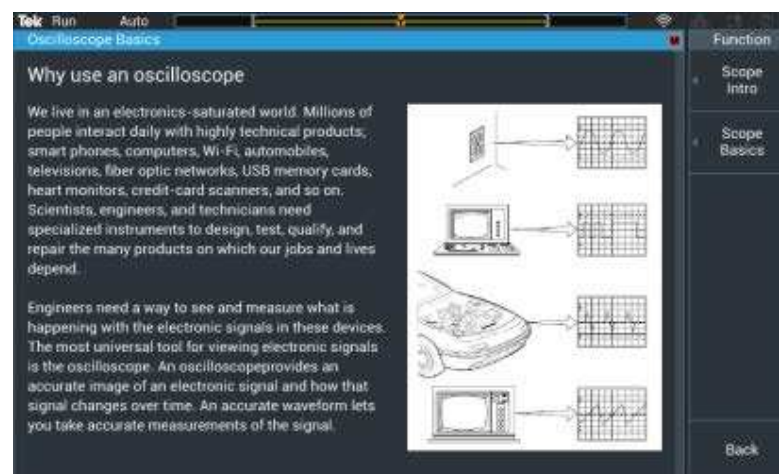 Tek Run Auto
Oscilloscope Basics
Function
Why use an oscilloscope
We live in an electronics-saturated world. Millions of
people interact daily with highly technical products,
smart phones, computers, Wi-Fi, automobiles,
televisions, fiber optic networks, USB memory cards,
heart monitors, credit-card scanners, and so on.
Scientists, engineers, and technicians need
specialized instruments to design, test, qualify, and
repair the many products on which our jobs and lives
depend.
Engineers need a way to see and measure what is
happening with the electronic signals in these devices.
The most universal tool for viewing electronic signals
is the oscilloscope. An oscilloscopeprovides an
accurate image of an electronic signal and how that
signal changes over time. An accurate waveform lets
you take accurate measurements of the signal.
Scope
Intro
Scope
Basics
Back